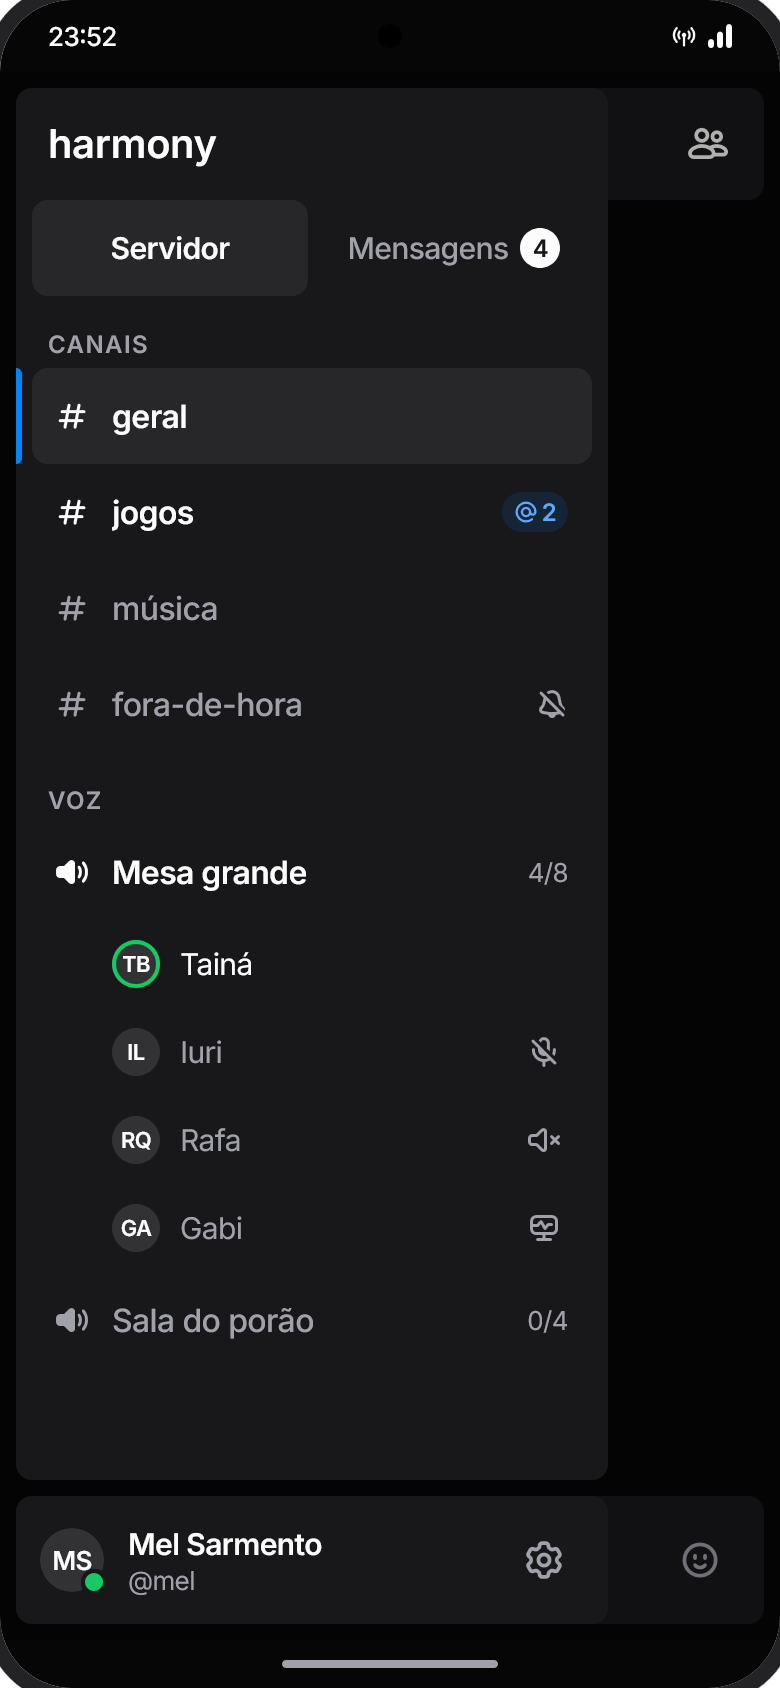 23:52
harmony
Servidor
Mensagens 4
CANAIS
# geral
# jogos @2
# música
# fora-de-hora
VOZ
Mesa grande 4/8
TB Tainá
IL Iuri
RQ Rafa
GA Gabi
Sala do porão 0/4
MS Mel Sarmento
@mel